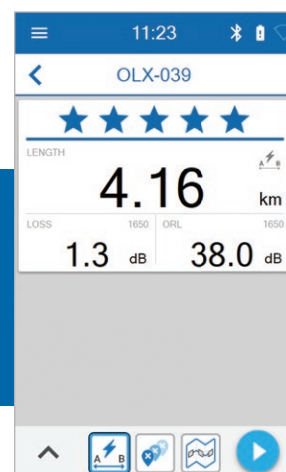 11:23
OLX-039
LENGTH
A B
4.16 km
LOSS 1650 ORL 1650
1.3 dB 38.0 dB
A B